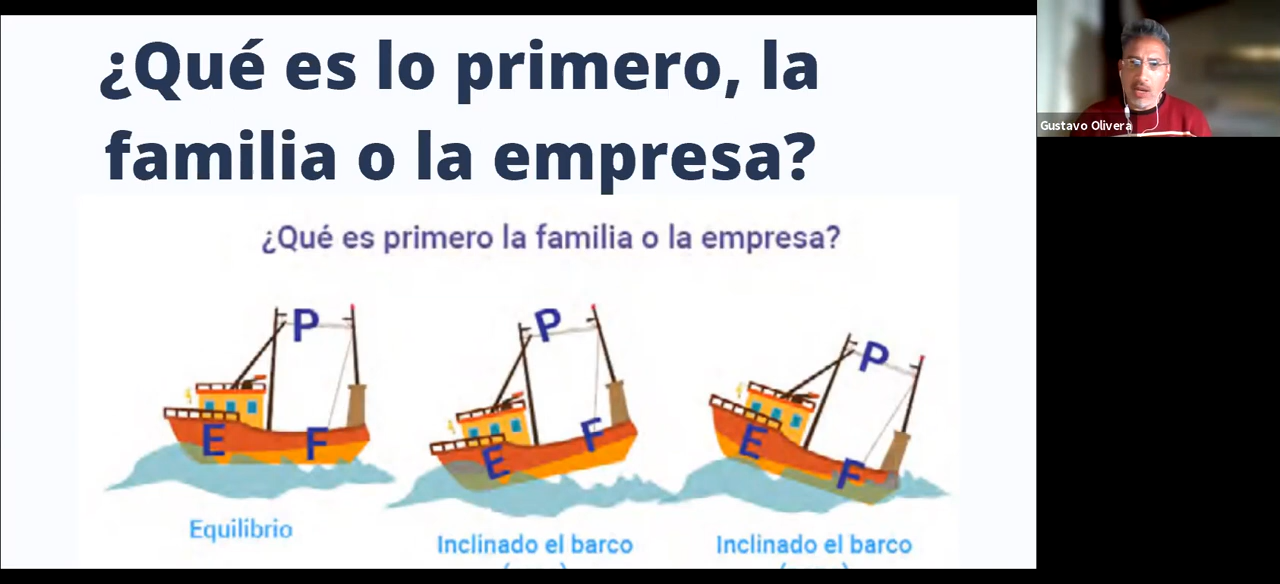 ¿Qué es lo primero, la
familia o la empresa?
¿Qué es primero la familia o la empresa?
P
E F
Equilibrio
P
E F
Inclinado el barco
P
E F
Inclinado el barco
Gustavo Olivera